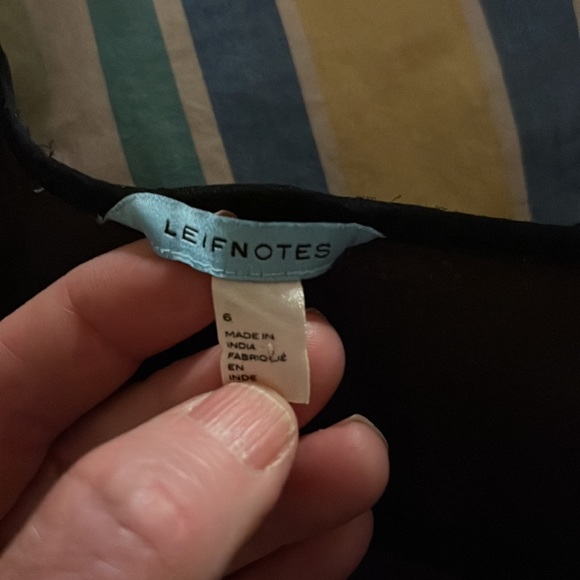 LEIFNOTES
6
MADE IN
INDIA
FABRIQUÉ
EN
INDE